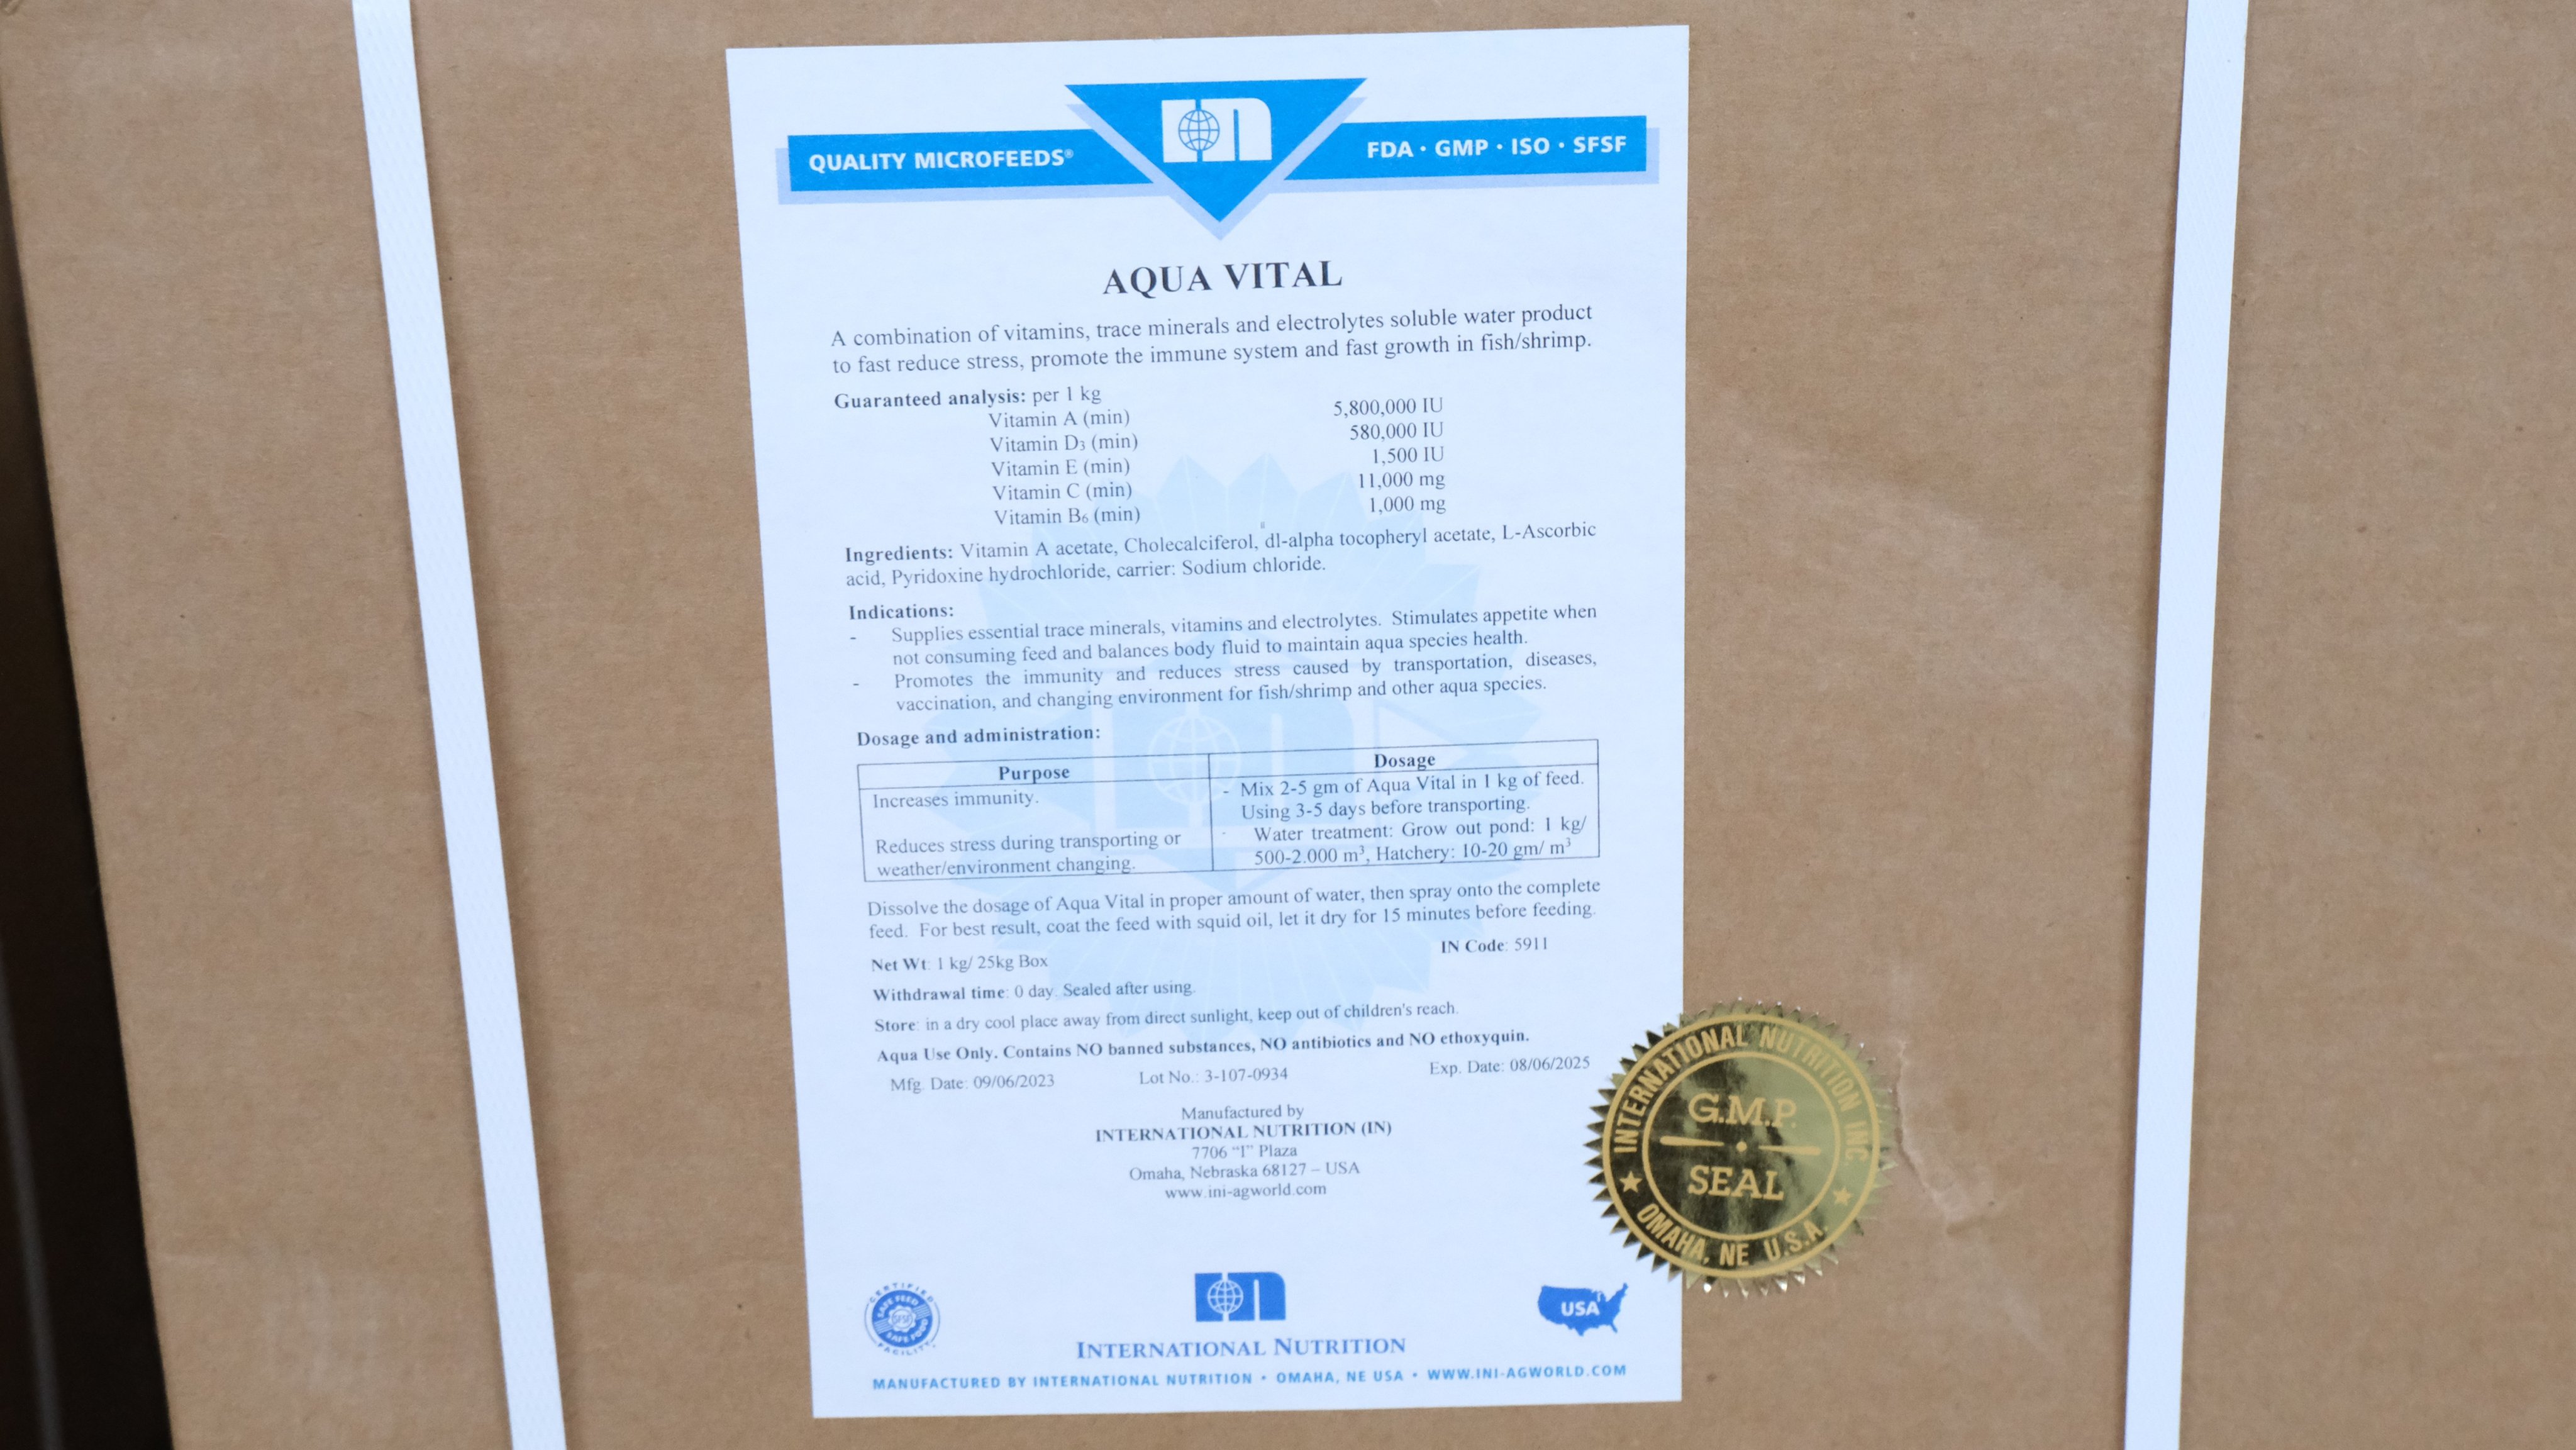 QUALITY MICROFEEDS®
in
FDA • GMP • ISO • SFSF
AQUA VITAL
A combination of vitamins, trace minerals and electrolytes soluble water product
to fast reduce stress, promote the immune system and fast growth in fish/shrimp.
Guaranteed analysis: per 1 kg
Vitamin A (min) 5,800,000 IU
Vitamin D3 (min) 580,000 IU
Vitamin E (min) 1,500 IU
Vitamin C (min) 11,000 mg
Vitamin B6 (min) 1,000 mg
Ingredients: Vitamin A acetate, Cholecalciferol, dl-alpha tocopheryl acetate, L-Ascorbic
acid, Pyridoxine hydrochloride, carrier: Sodium chloride.
Indications:
- Supplies essential trace minerals, vitamins and electrolytes. Stimulates appetite when
not consuming feed and balances body fluid to maintain aqua species health.
- Promotes the immunity and reduces stress caused by transportation, diseases,
vaccination, and changing environment for fish/shrimp and other aqua species.
Dosage and administration:
Purpose Dosage
Increases immunity. - Mix 2-5 gm of Aqua Vital in 1 kg of feed.
Using 3-5 days before transporting.
Reduces stress during transporting or - Water treatment: Grow out pond: 1 kg/
weather/environment changing. 500-2.000 m³, Hatchery: 10-20 gm/ m³
Dissolve the dosage of Aqua Vital in proper amount of water, then spray onto the complete
feed. For best result, coat the feed with squid oil, let it dry for 15 minutes before feeding.
IN Code: 5911
Net Wt: 1 kg/ 25kg Box
Withdrawal time: 0 day. Sealed after using.
Store: in a dry cool place away from direct sunlight, keep out of children's reach.
Aqua Use Only. Contains NO banned substances, NO antibiotics and NO ethoxyquin.
Mfg. Date: 09/06/2023 Lot No.: 3-107-0934 Exp. Date: 08/06/2025
Manufactured by
INTERNATIONAL NUTRITION (IN)
7706 “I” Plaza
Omaha, Nebraska 68127 – USA
www.ini-agworld.com
INTERNATIONAL NUTRITION INC.
G.M.P.
SEAL
★ OMAHA, NE U.S.A. ★
CERTIFIED
SAFE FEED
SAFE FOOD
FACILITY
in
USA
INTERNATIONAL NUTRITION
MANUFACTURED BY INTERNATIONAL NUTRITION • OMAHA, NE USA • WWW.INI-AGWORLD.COM